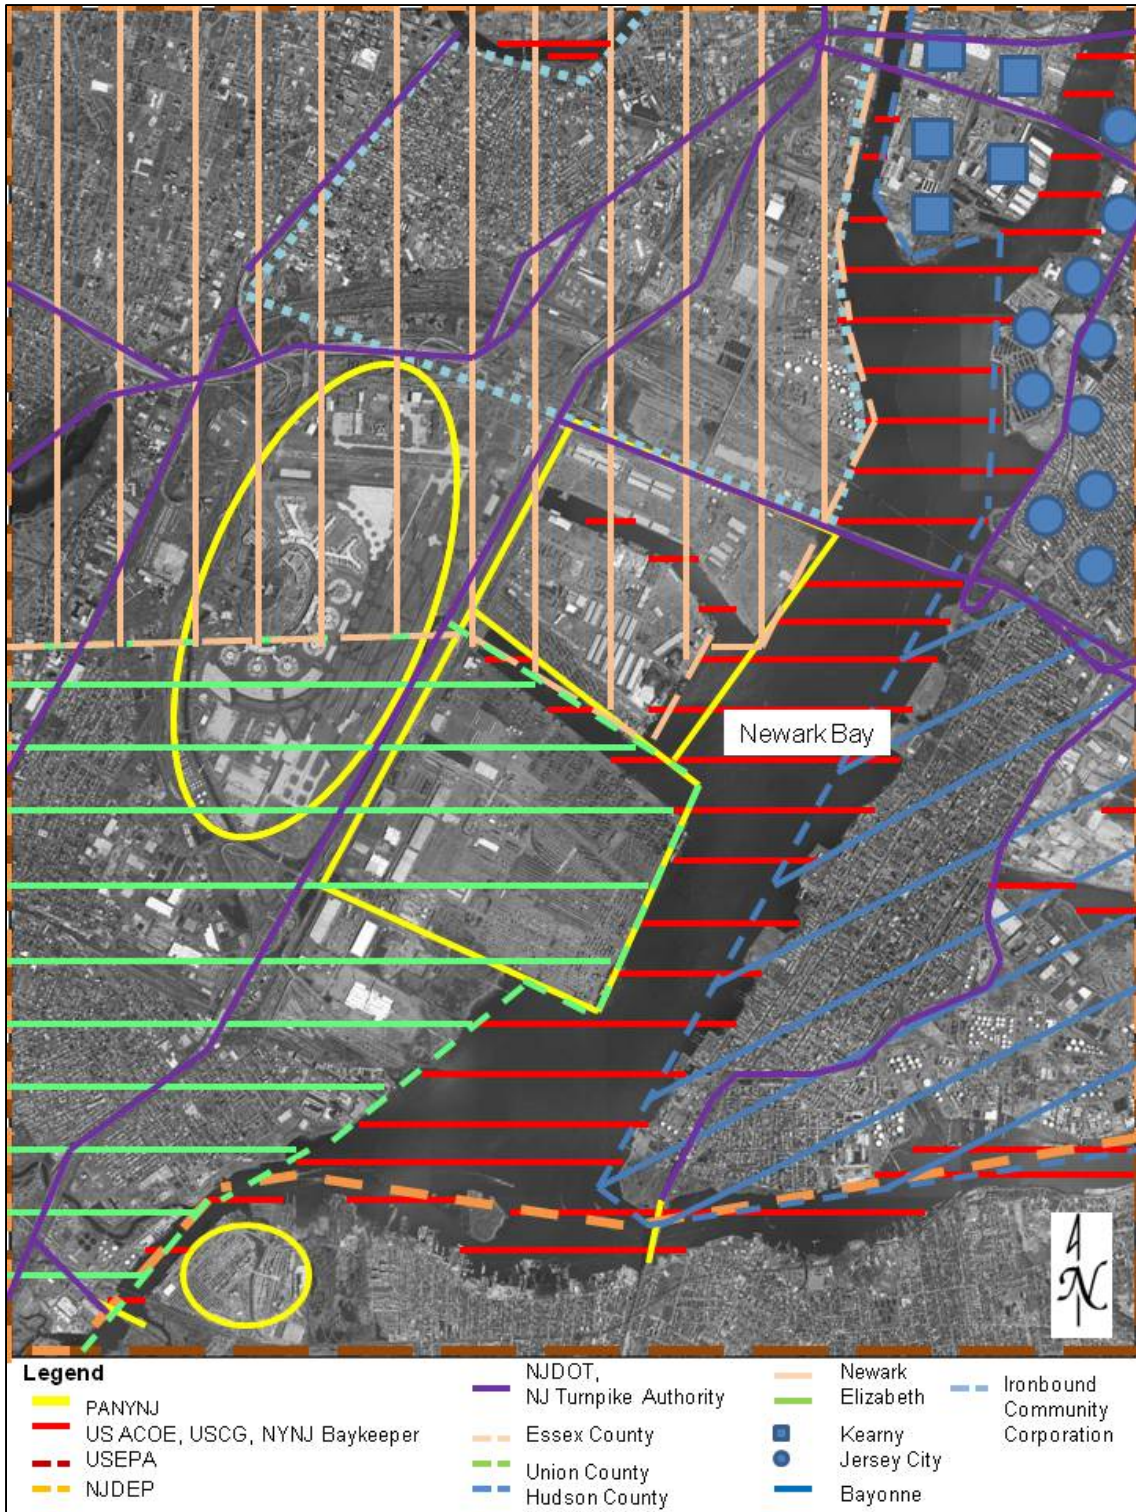 Newark Bay
N
Legend
PANYNJ
US ACOE, USCG, NYNJ Baykeeper
USEPA
NJDEP
NJDOT,
NJ Turnpike Authority
Essex County
Union County
Hudson County
Newark
Elizabeth
Kearny
Jersey City
Bayonne
Ironbound
Community
Corporation